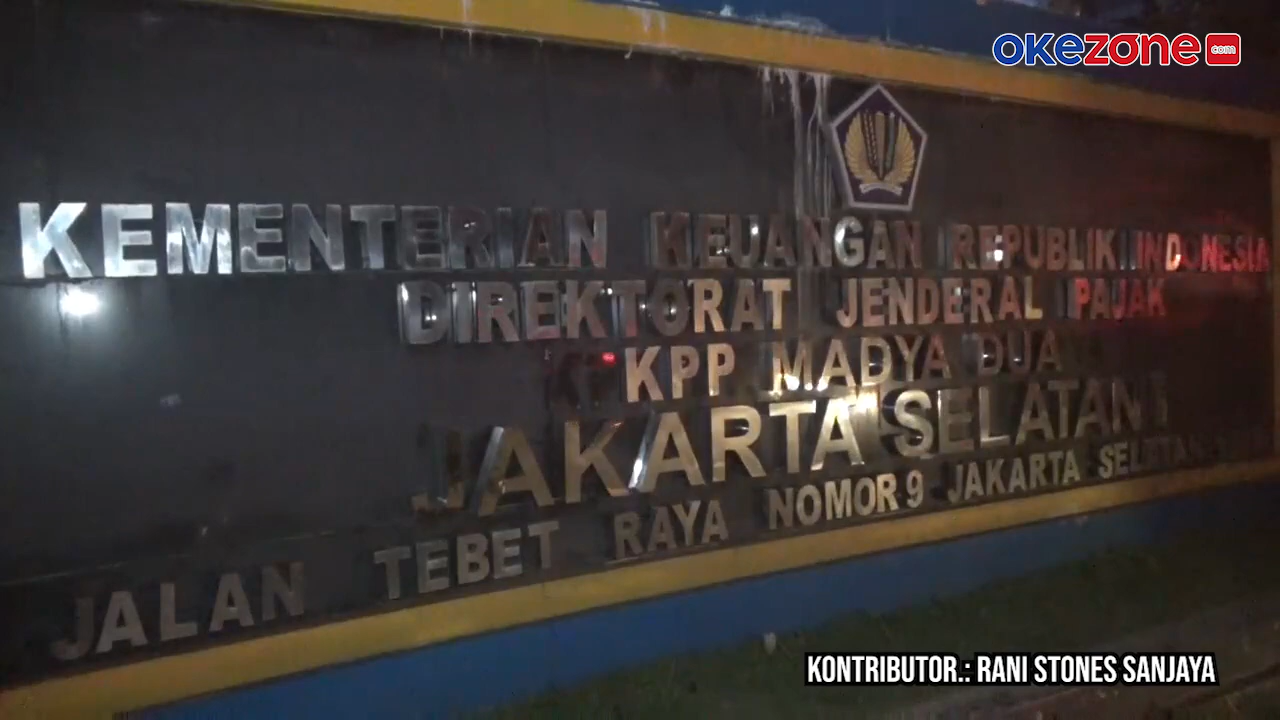 okezone.com
KEMENTERIAN KEUANGAN REPUBLIK INDONESIA
DIREKTORAT JENDERAL PAJAK
KPP MADYA DUA
JAKARTA SELATAN I
JALAN TEBET RAYA NOMOR 9 JAKARTA SELATAN
KONTRIBUTOR.: RANI STONES SANJAYA